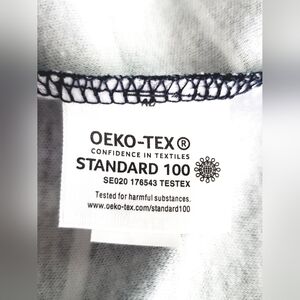 OEKO-TEX®
CONFIDENCE IN TEXTILES
STANDARD 100
SE020 176543 TESTEX
Tested for harmful substances.
www.oeko-tex.com/standard100